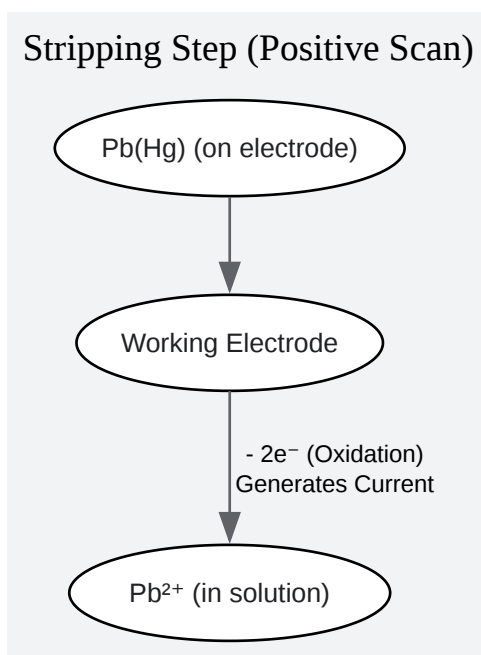 Stripping Step (Positive Scan)
Pb(Hg) (on electrode)
Working Electrode
- 2e⁻ (Oxidation)
Generates Current
Pb²⁺ (in solution)